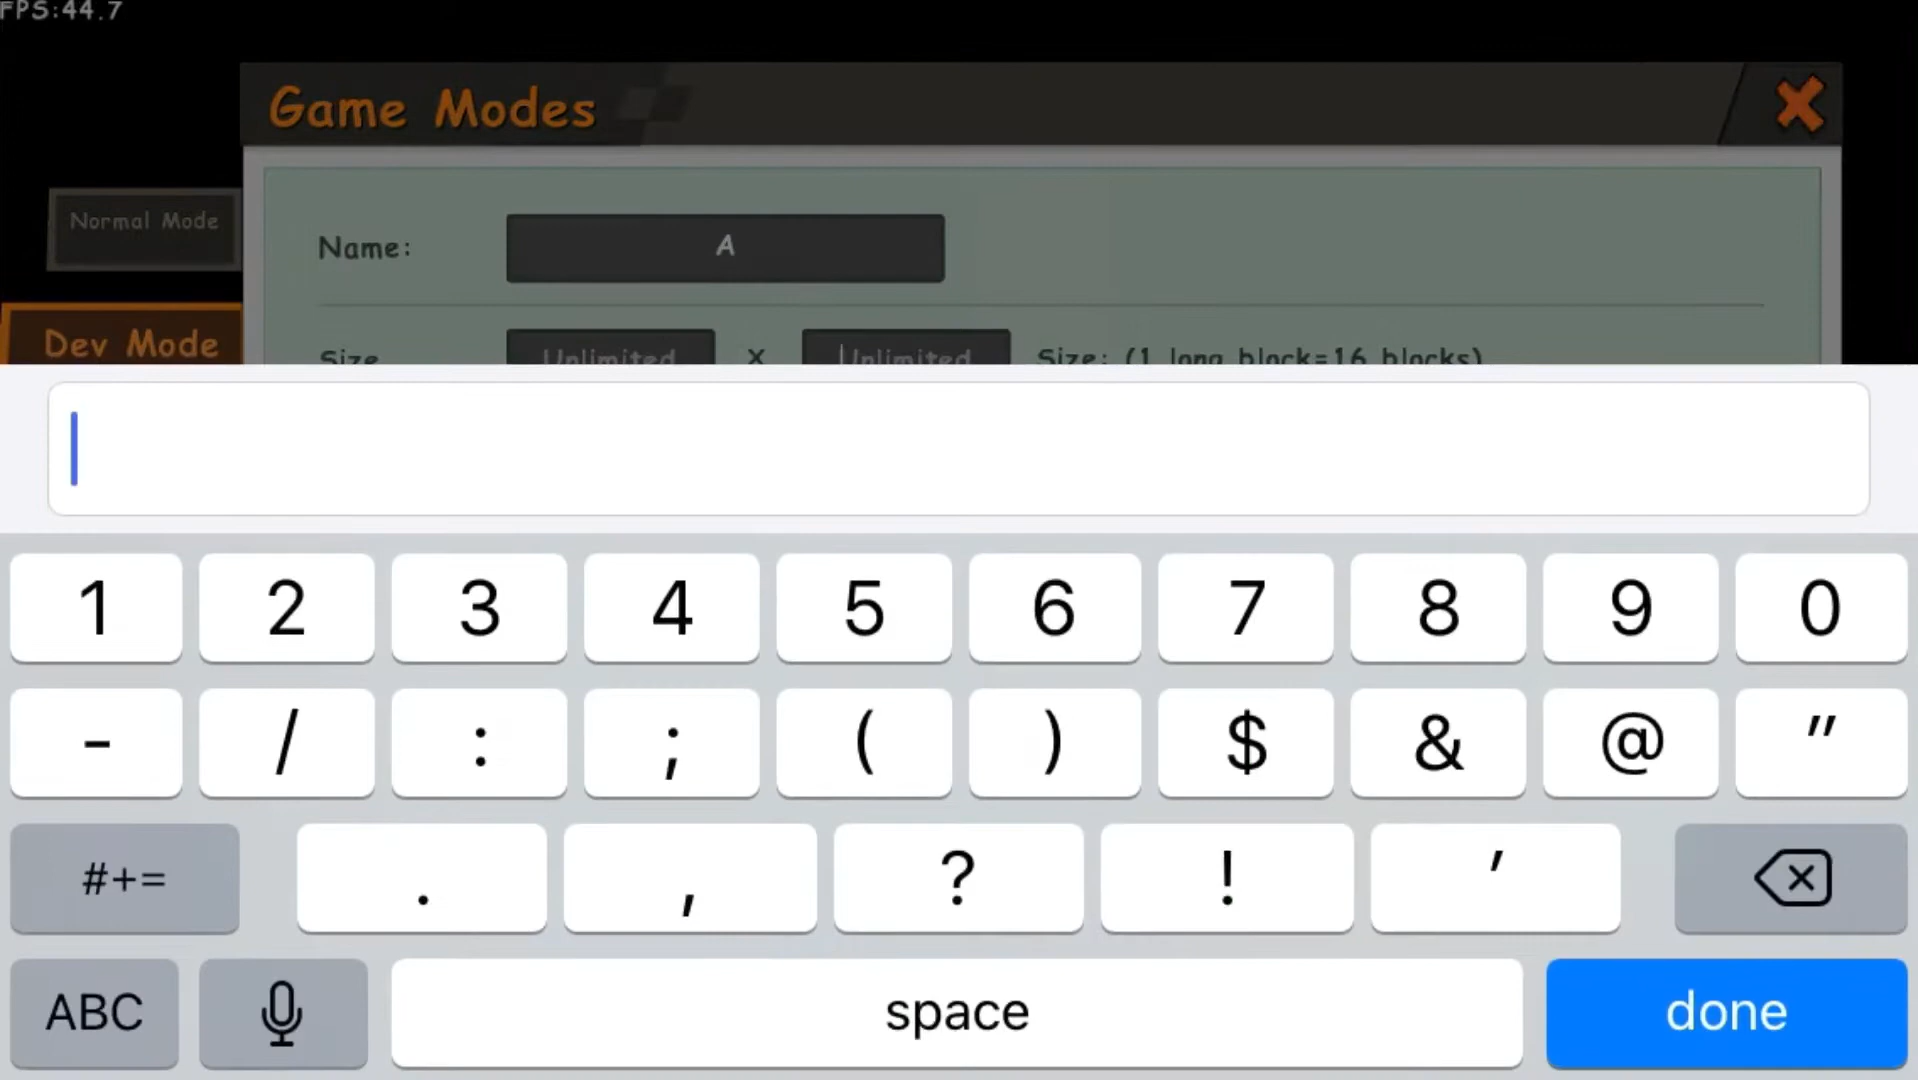 FPS:44.7
Game Modes
Normal Mode
Name: A
Dev Mode
Size Unlimited x Unlimited Size: (1 long block=16 blocks)
1 2 3 4 5 6 7 8 9 0
- / : ; ( ) $ & @ "
#+= . , ? ! '
ABC space done